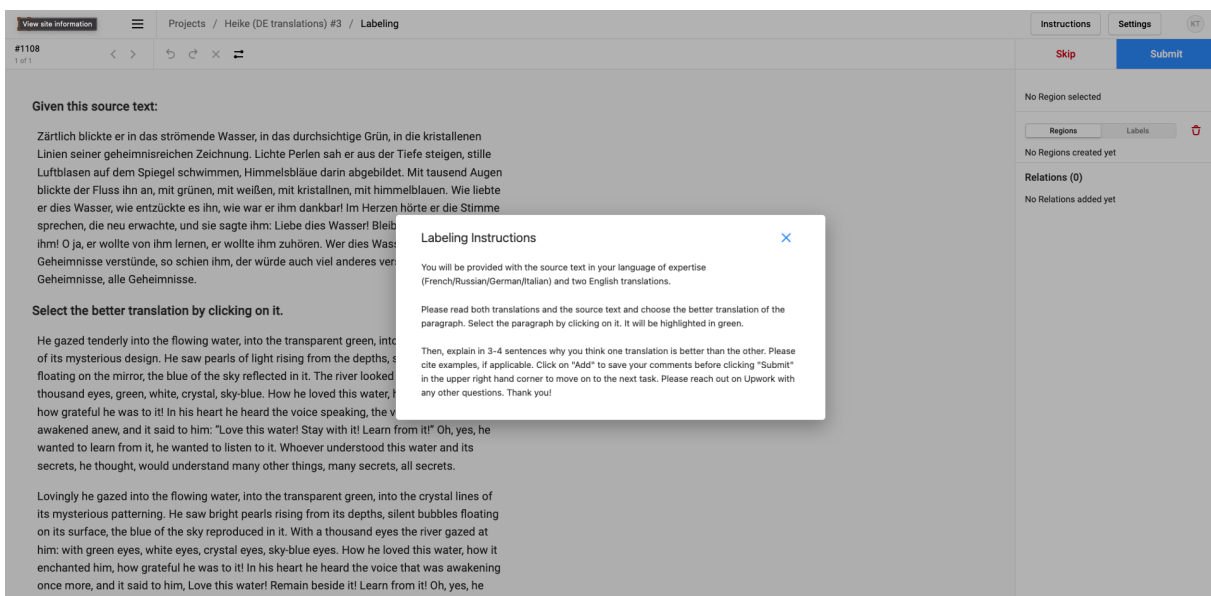 View site information
Projects / Heike (DE translations) #3 / Labeling
Instructions
Settings
KT
#1108
1 of 1
Skip
Submit
Given this source text:
Zärtlich blickte er in das strömende Wasser, in das durchsichtige Grün, in die kristallenen
Linien seiner geheimnisreichen Zeichnung. Lichte Perlen sah er aus der Tiefe steigen, stille
Luftblasen auf dem Spiegel schwimmen, Himmelsbläue darin abgebildet. Mit tausend Augen
blickte der Fluss ihn an, mit grünen, mit weißen, mit kristallnen, mit himmelblauen. Wie liebte
er dies Wasser, wie entzückte es ihn, wie war er ihm dankbar! Im Herzen hörte er die Stimme
sprechen, die neu erwachte, und sie sagte ihm: Liebe dies Wasser! Bleib
ihm! O ja, er wollte von ihm lernen, er wollte ihm zuhören. Wer dies Wass
Geheimnisse verstünde, so schien ihm, der würde auch viel anderes ver
Geheimnisse, alle Geheimnisse.
Select the better translation by clicking on it.
He gazed tenderly into the flowing water, into the transparent green, into
of its mysterious design. He saw pearls of light rising from the depths, s
floating on the mirror, the blue of the sky reflected in it. The river looked
thousand eyes, green, white, crystal, sky-blue. How he loved this water, h
how grateful he was to it! In his heart he heard the voice speaking, the v
awakened anew, and it said to him: “Love this water! Stay with it! Learn from it!” Oh, yes, he
wanted to learn from it, he wanted to listen to it. Whoever understood this water and its
secrets, he thought, would understand many other things, many secrets, all secrets.
Lovingly he gazed into the flowing water, into the transparent green, into the crystal lines of
its mysterious patterning. He saw bright pearls rising from its depths, silent bubbles floating
on its surface, the blue of the sky reproduced in it. With a thousand eyes the river gazed at
him: with green eyes, white eyes, crystal eyes, sky-blue eyes. How he loved this water, how it
enchanted him, how grateful he was to it! In his heart he heard the voice that was awakening
once more, and it said to him, Love this water! Remain beside it! Learn from it! Oh, yes, he
Labeling Instructions
You will be provided with the source text in your language of expertise
(French/Russian/German/Italian) and two English translations.
Please read both translations and the source text and choose the better translation of the
paragraph. Select the paragraph by clicking on it. It will be highlighted in green.
Then, explain in 3-4 sentences why you think one translation is better than the other. Please
cite examples, if applicable. Click on "Add" to save your comments before clicking "Submit"
in the upper right hand corner to move on to the next task. Please reach out on Upwork with
any other questions. Thank you!
No Region selected
Regions
Labels
No Regions created yet
Relations (0)
No Relations added yet